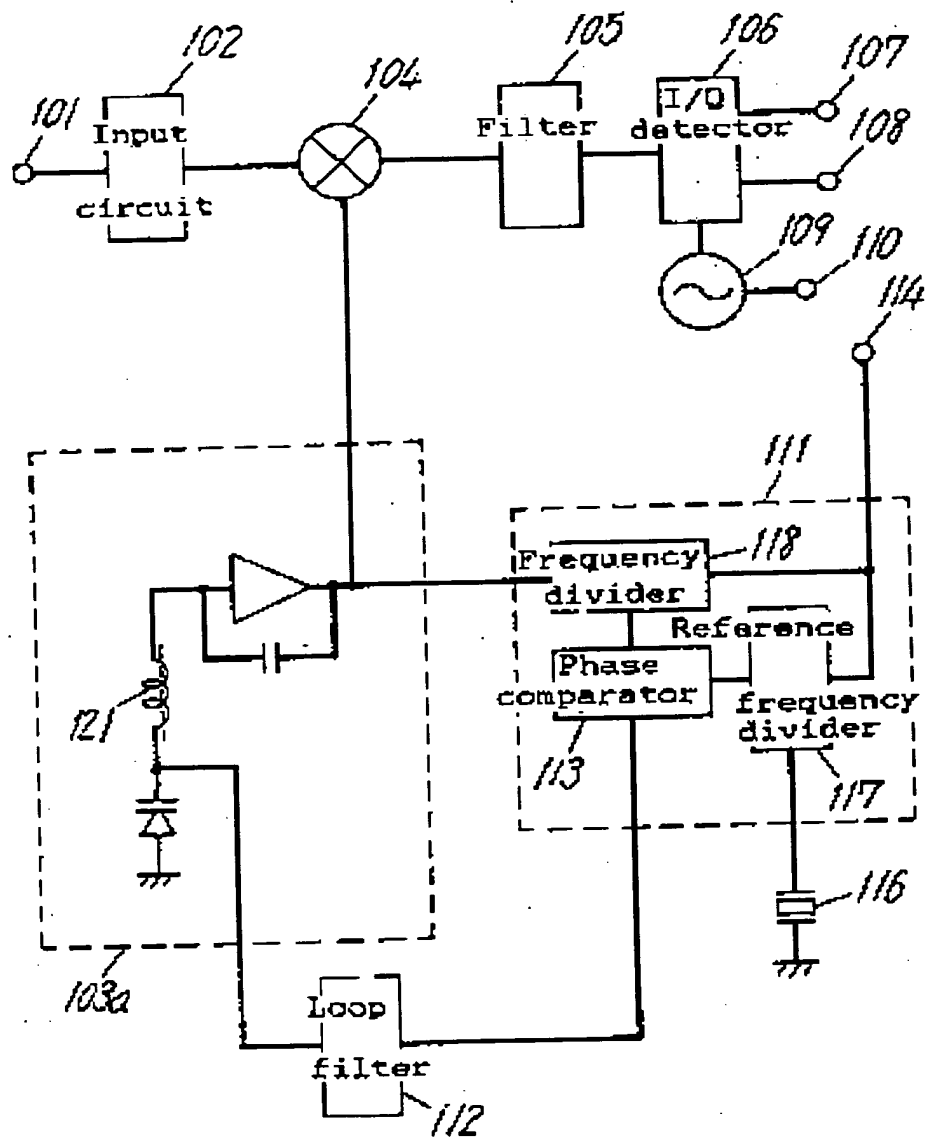 102
105
106
107
104
101
Input
circuit
Filter
I/Q
detector
108
109
110
114
111
118
Frequency
divider
Reference
Phase
comparator
frequency
divider
121
113
117
116
103a
Loop
filter
112